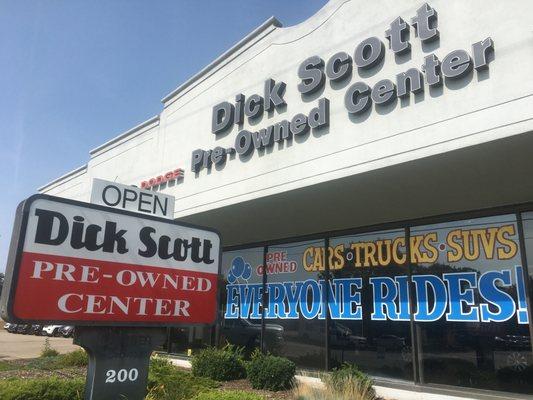 Dick Scott
Pre-Owned Center
DODGE
OPEN
Dick Scott
PRE-OWNED
CENTER
200
PRE OWNED CARS·TRUCKS·SUVS
EVERYONE RIDES!